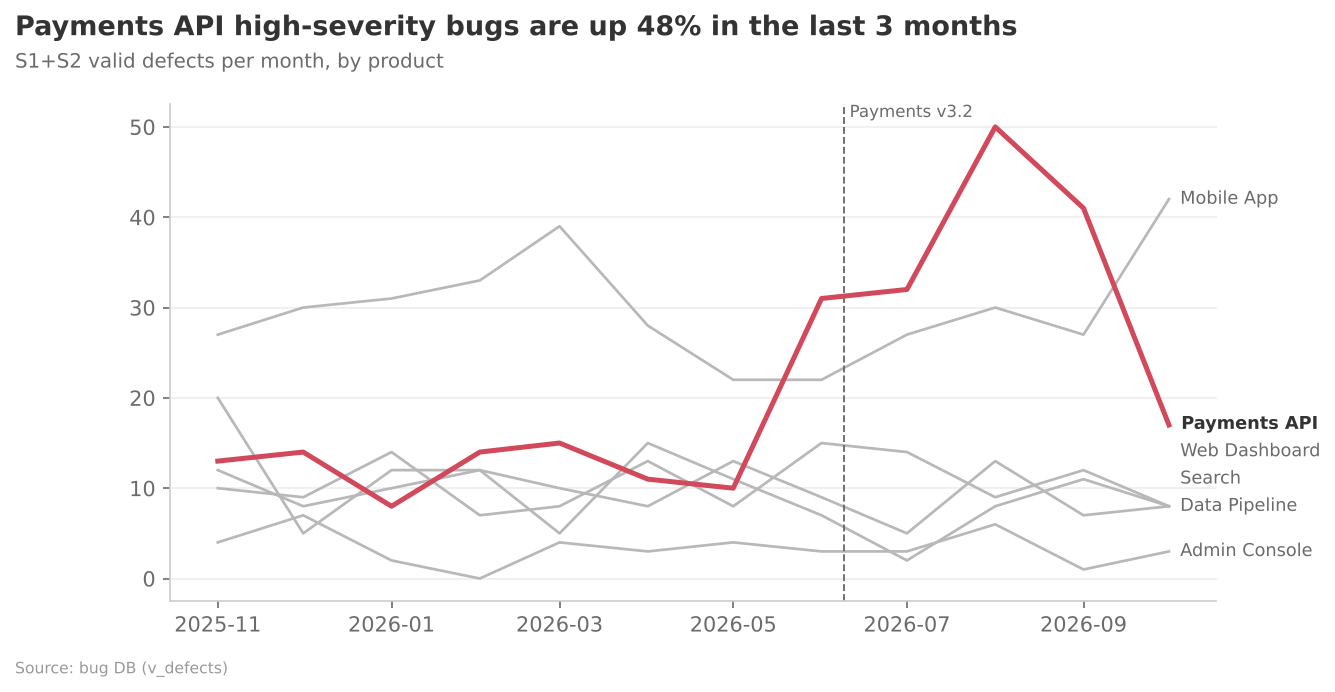 Payments API high-severity bugs are up 48% in the last 3 months
S1+S2 valid defects per month, by product
Payments v3.2
50
40
30
20
10
0
Mobile App
Payments API
Web Dashboard
Search
Data Pipeline
Admin Console
2025-11
2026-01
2026-03
2026-05
2026-07
2026-09
Source: bug DB (v_defects)